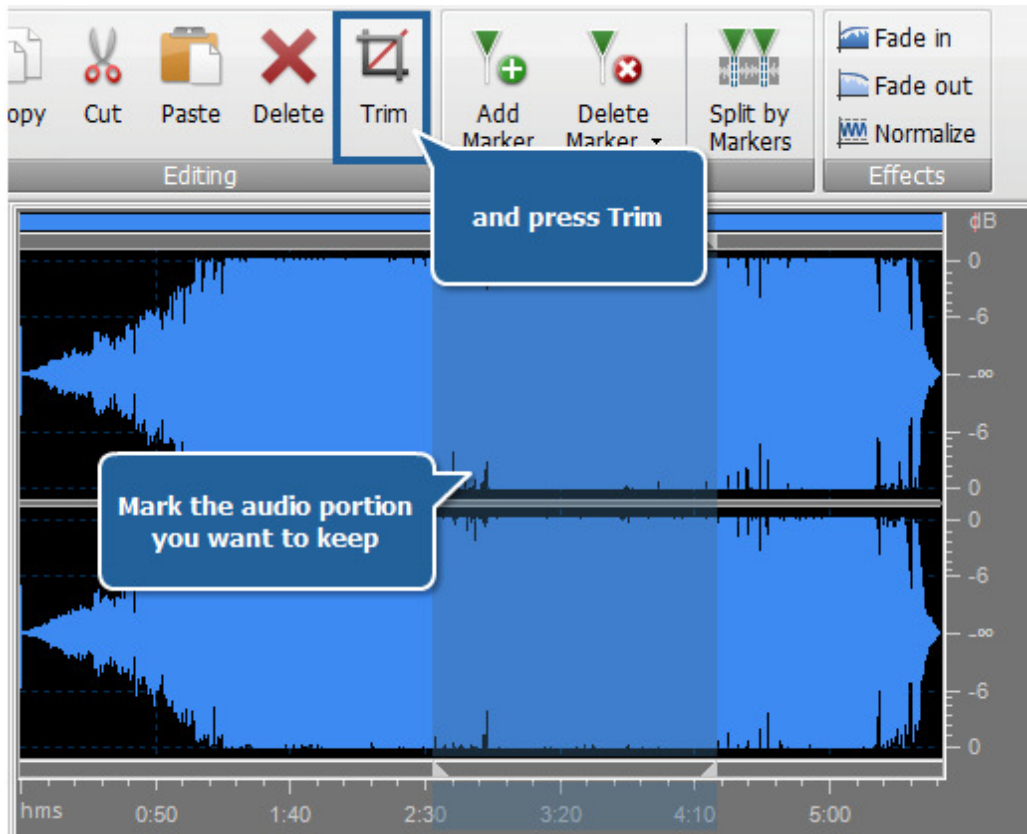 opy Cut Paste Delete Trim Add Marker Delete Marker Split by Markers
Fade in
Fade out
Normalize
Editing Effects
and press Trim
Mark the audio portion
you want to keep
dB
0
-6
-∞
-6
0
0
-6
-∞
-6
0
hms 0:50 1:40 2:30 3:20 4:10 5:00